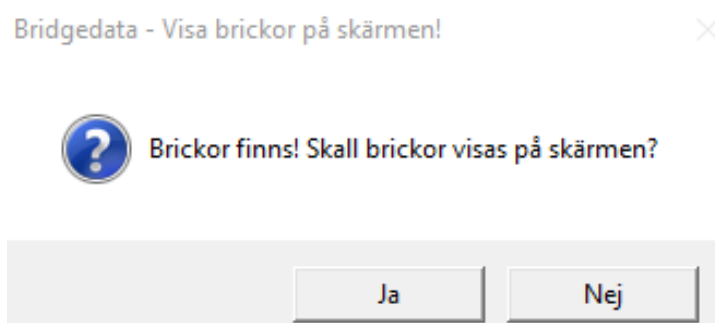 Bridgedata - Visa brickor på skärmen!
Brickor finns! Skall brickor visas på skärmen?
Ja
Nej